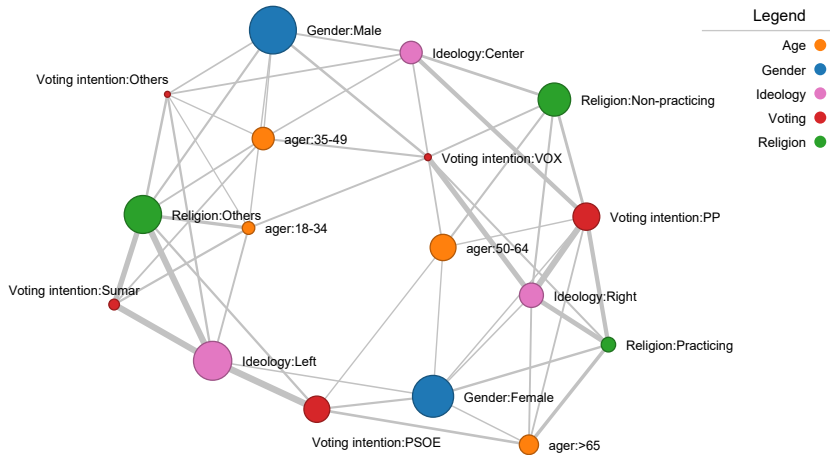 Legend
Gender:Male
Age
Ideology:Center
Gender
Voting intention:Others
Ideology
Religion:Non-practicing
Voting
ager:35-49
Religion
Voting intention:VOX
Religion:Others
Voting intention:PP
ager:18-34
ager:50-64
Voting intention:Sumar
Ideology:Right
Religion:Practicing
Ideology:Left
Gender:Female
Voting intention:PSOE
ager:>65